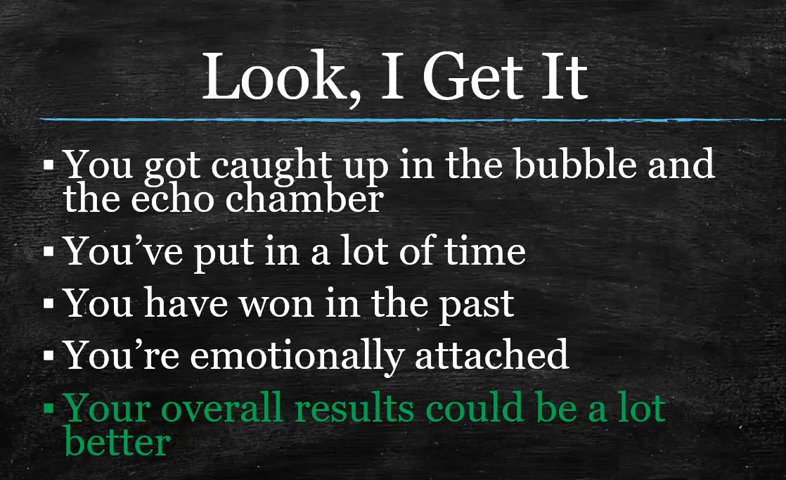 Look, I Get It
▪ You got caught up in the bubble and
the echo chamber
▪ You’ve put in a lot of time
▪ You have won in the past
▪ You’re emotionally attached
▪ Your overall results could be a lot
better